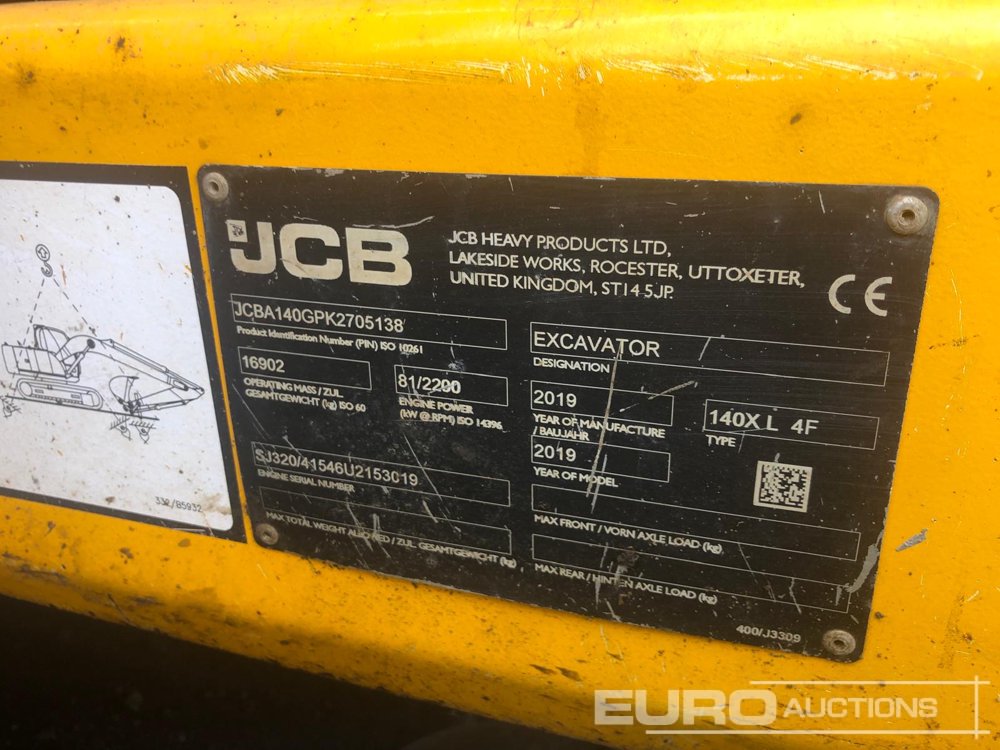 JCB
JCB HEAVY PRODUCTS LTD,
LAKESIDE WORKS, ROCESTER, UTTOXETER,
UNITED KINGDOM, ST14 5JP.
CE
JCBA140GPK2705138
Product Identification Number (PIN) ISO 10261
16902
OPERATING MASS / ZUL.
GESAMTGEWICHT (kg) ISO 60
81/2200
ENGINE POWER
(kW @ RPM) ISO 14396
SJ320/41546U2153019
ENGINE SERIAL NUMBER
MAX TOTAL WEIGHT ALLOWED / ZUL. GESAMTGEWICHT (kg)
EXCAVATOR
DESIGNATION
2019
YEAR OF MANUFACTURE
/ BAUJAHR
2019
YEAR OF MODEL
140X L 4F
TYPE
MAX FRONT / VORN AXLE LOAD (kg)
MAX REAR / HINTEN AXLE LOAD (kg)
400/J3309
332/B5932
EURO AUCTIONS